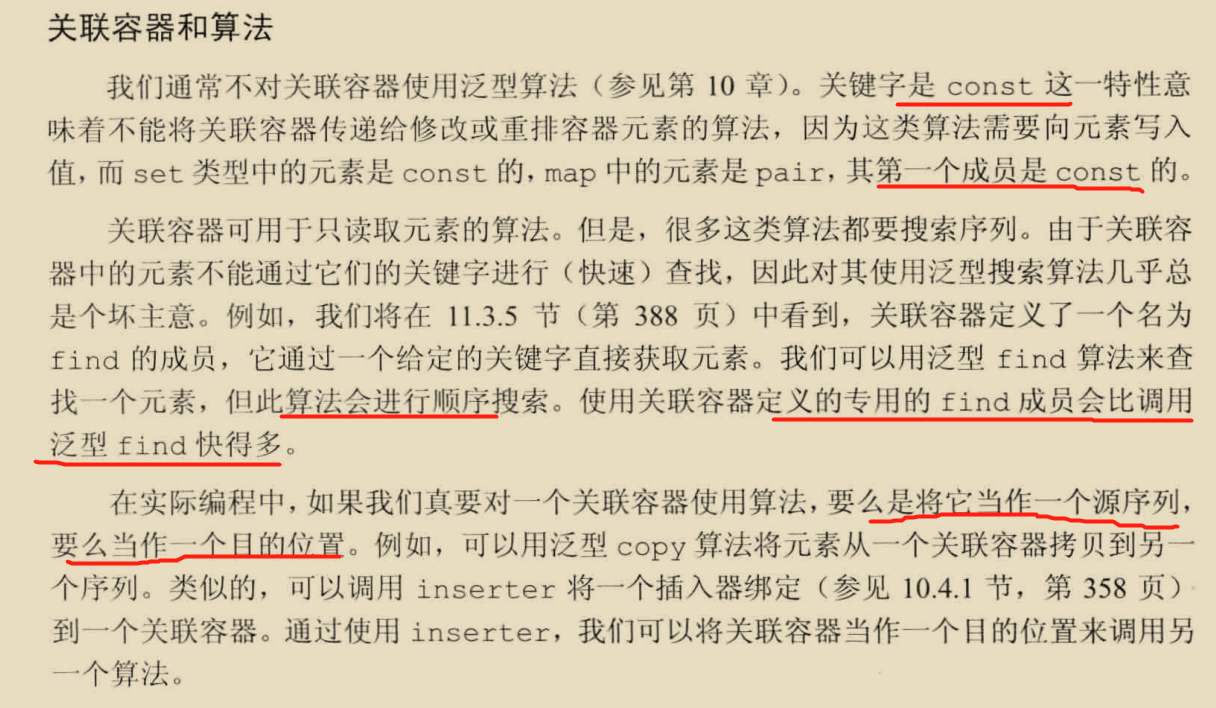 关联容器和算法
我们通常不对关联容器使用泛型算法（参见第 10 章）。关键字是 const 这一特性意
味着不能将关联容器传递给修改或重排容器元素的算法，因为这类算法需要向元素写入
值，而 set 类型中的元素是 const 的，map 中的元素是 pair，其第一个成员是 const 的。
关联容器可用于只读取元素的算法。但是，很多这类算法都要搜索序列。由于关联容
器中的元素不能通过它们的关键字进行（快速）查找，因此对其使用泛型搜索算法几乎总
是个坏主意。例如，我们将在 11.3.5 节（第 388 页）中看到，关联容器定义了一个名为
find 的成员，它通过一个给定的关键字直接获取元素。我们可以用泛型 find 算法来查
找一个元素，但此算法会进行顺序搜索。使用关联容器定义的专用的 find 成员会比调用
泛型 find 快得多。
在实际编程中，如果我们真要对一个关联容器使用算法，要么是将它当作一个源序列，
要么当作一个目的位置。例如，可以用泛型 copy 算法将元素从一个关联容器拷贝到另一
个序列。类似的，可以调用 inserter 将一个插入器绑定（参见 10.4.1 节，第 358 页）
到一个关联容器。通过使用 inserter，我们可以将关联容器当作一个目的位置来调用另
一个算法。